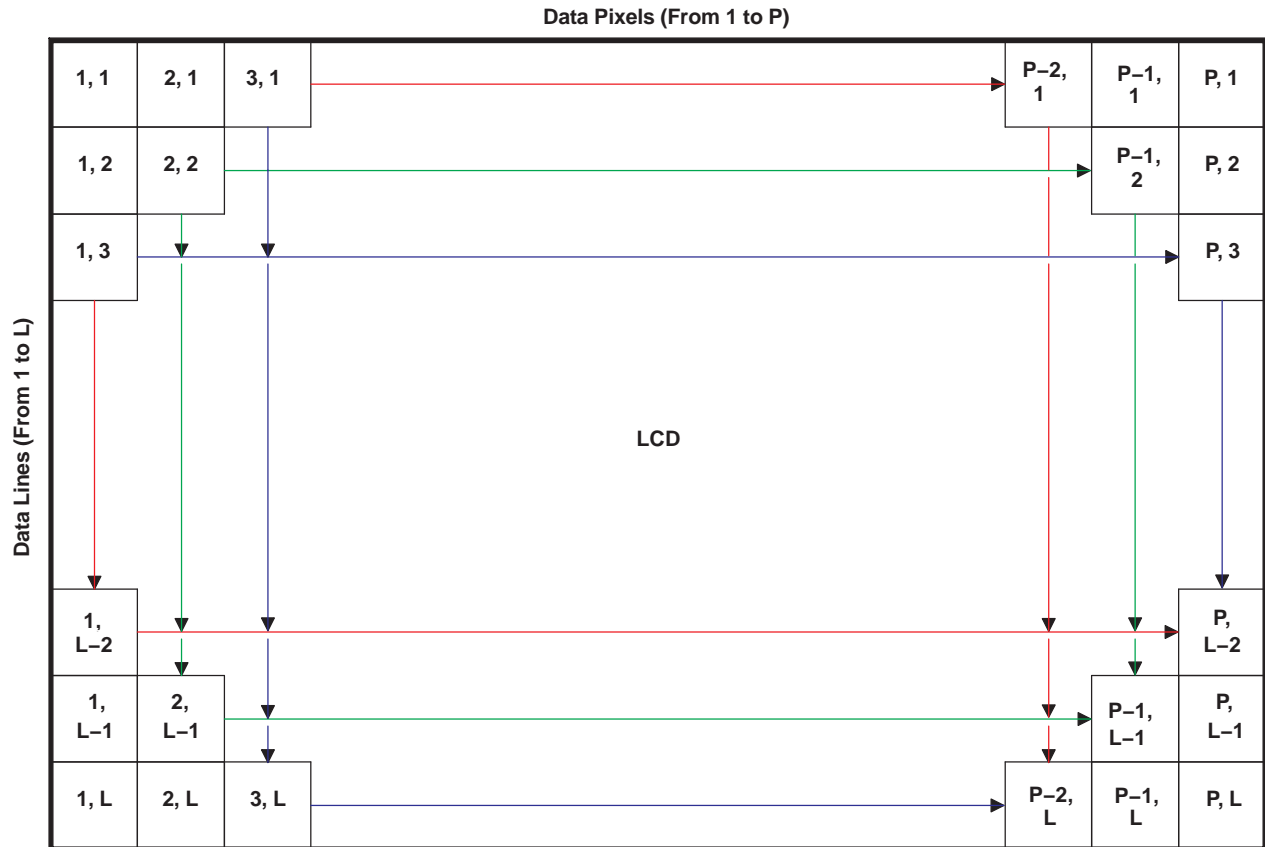 Data Pixels (From 1 to P)
1, 1
2, 1
3, 1
P–2,
1
P–1,
1
P, 1
1, 2
2, 2
P–1,
2
P, 2
1, 3
P, 3
Data Lines (From 1 to L)
LCD
1,
L–2
P,
L–2
1,
L–1
2,
L–1
P–1,
L–1
P,
L–1
1, L
2, L
3, L
P–2,
L
P–1,
L
P, L